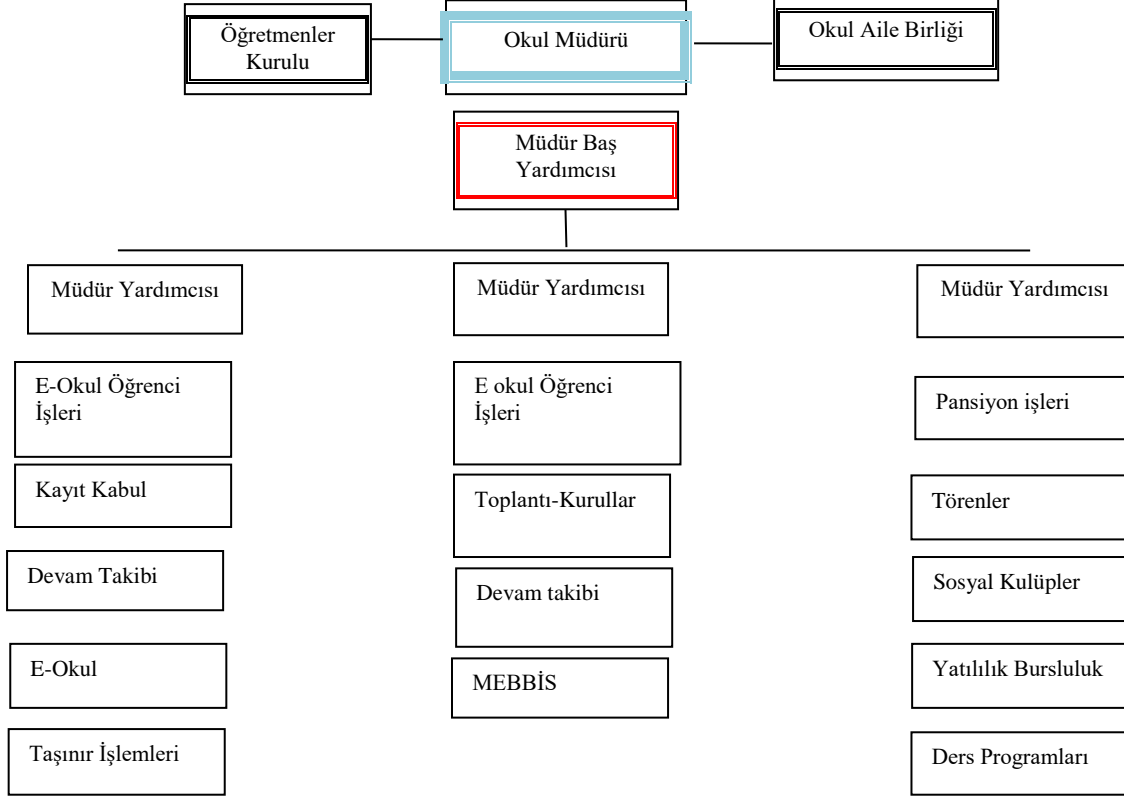 Öğretmenler
Kurulu
Okul Müdürü
Okul Aile Birliği
Müdür Baş
Yardımcısı
Müdür Yardımcısı
Müdür Yardımcısı
Müdür Yardımcısı
E-Okul Öğrenci
İşleri
Kayıt Kabul
Devam Takibi
E-Okul
Taşınır İşlemleri
E okul Öğrenci
İşleri
Toplantı-Kurullar
Devam takibi
MEBBİS
Pansiyon işleri
Törenler
Sosyal Kulüpler
Yatılılık Bursluluk
Ders Programları